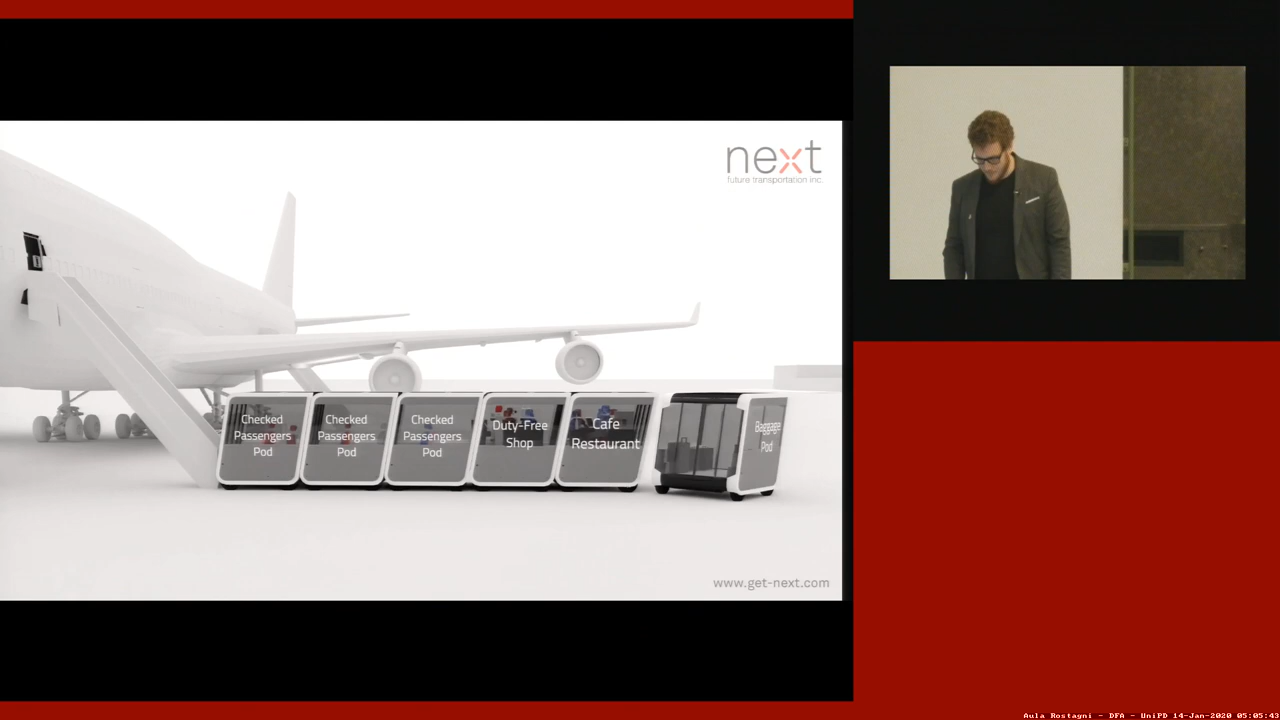 next
future transportation inc.
Checked
Passengers
Pod
Checked
Passengers
Pod
Checked
Passengers
Pod
Duty-Free
Shop
Cafe
Restaurant
Baggage
Pod
www.get-next.com
Aula Rostagni - DFA - UniPD 14-Jan-2020 05:05:43